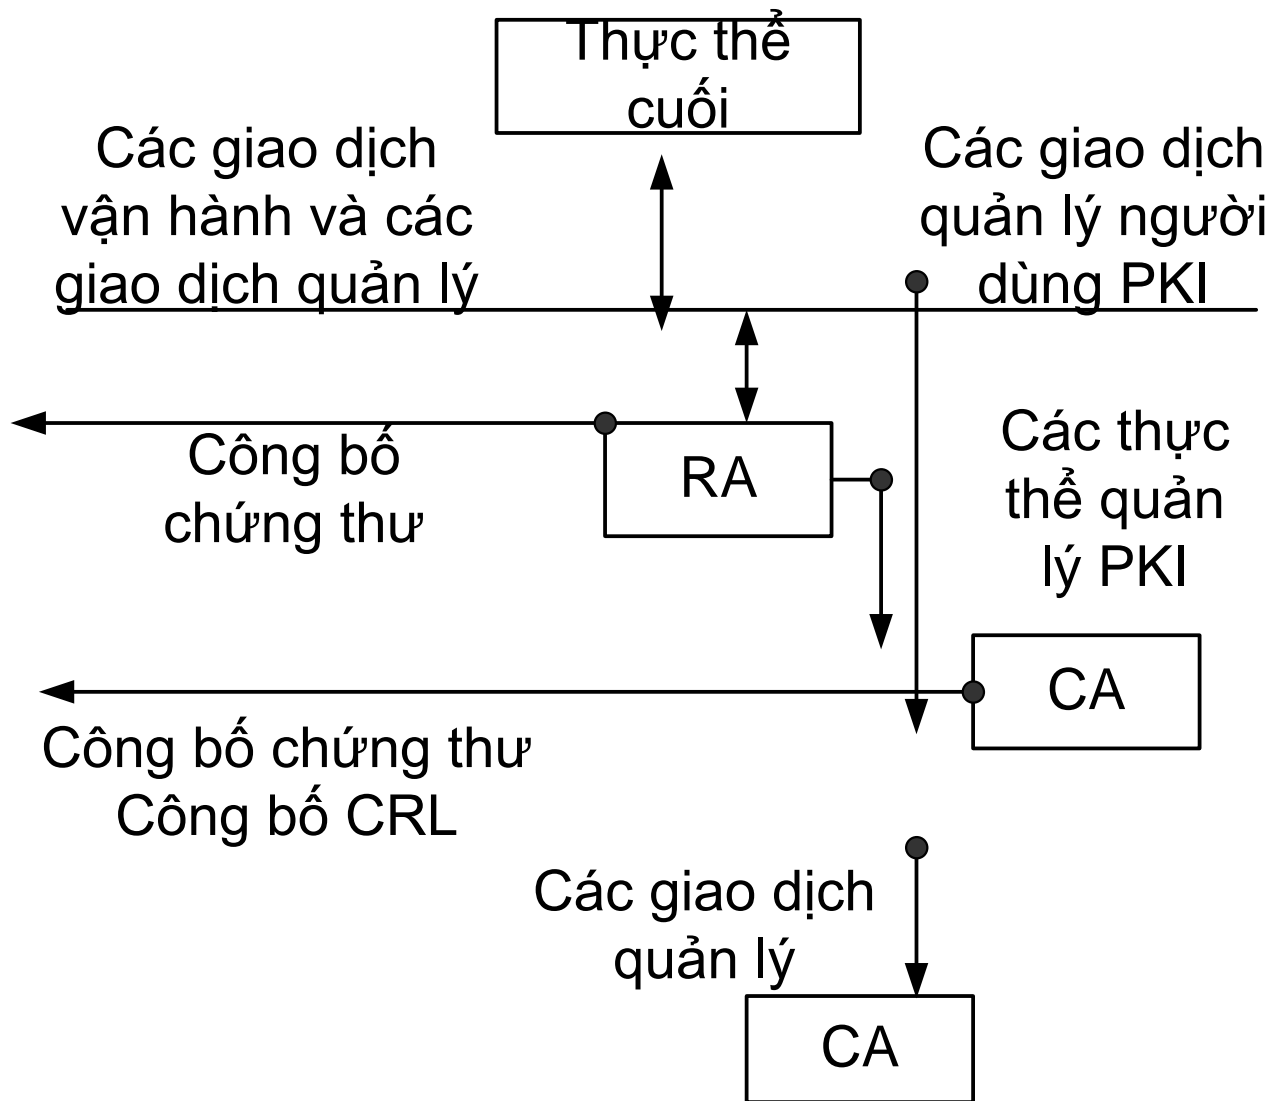 Thực thể
cuối
Các giao dịch
vận hành và các
giao dịch quản lý
Các giao dịch
quản lý người
dùng PKI
Công bố
chứng thư
RA
Các thực
thể quản
lý PKI
CA
Công bố chứng thư
Công bố CRL
Các giao dịch
quản lý
CA